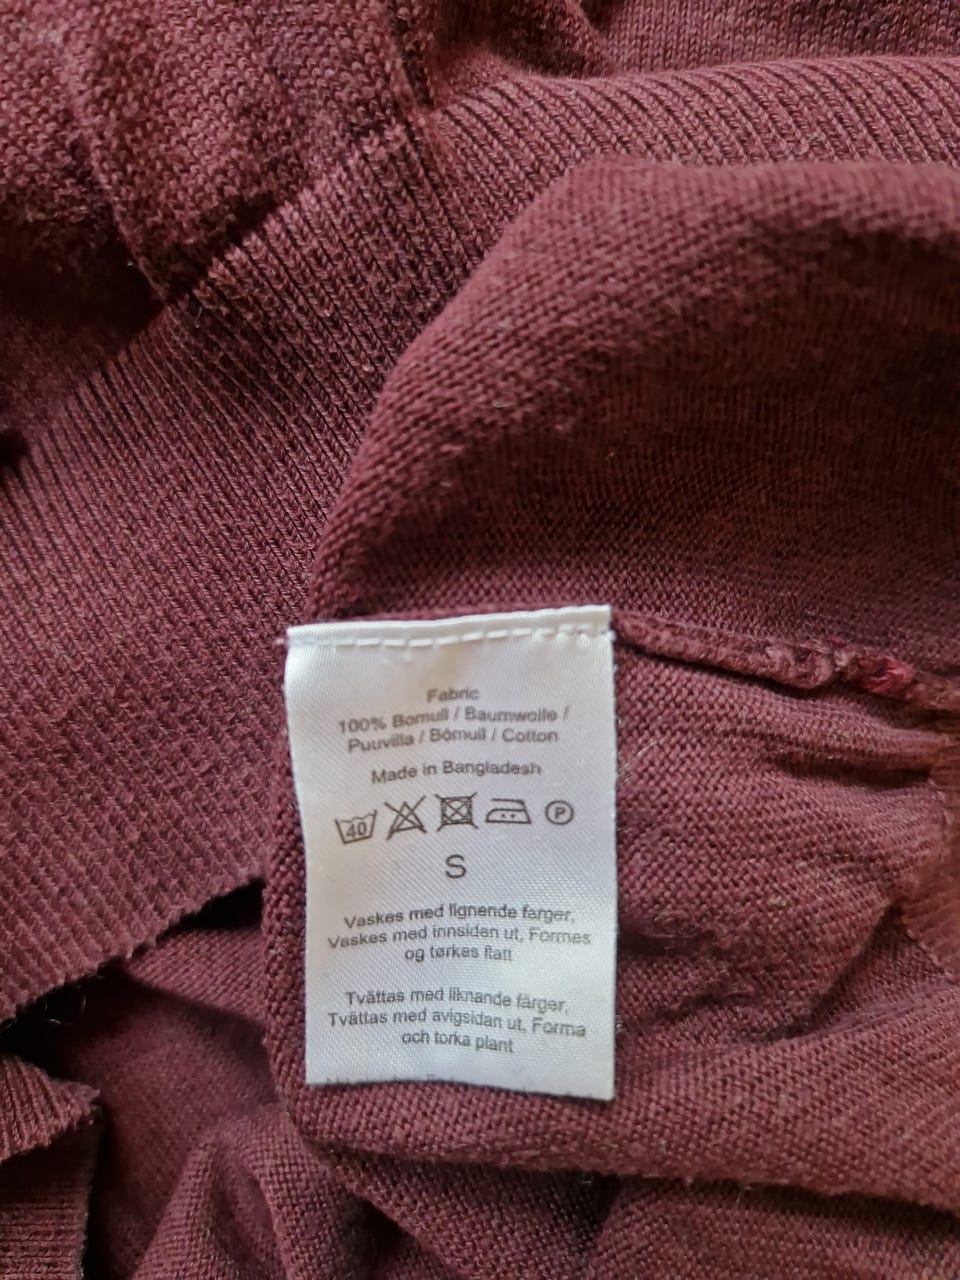 Fabric
100% Bomull / Baumwolle /
Puuvilla / Bómull / Cotton
Made in Bangladesh
40 P
S
Vaskes med lignende farger,
Vaskes med innsiden ut, Formes
og tørkes flatt
Tvättas med liknande färger,
Tvättas med avigsidan ut, Forma
och torka plant